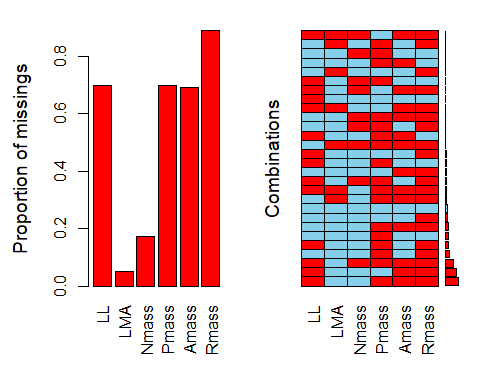 Proportion of missings
0.8
0.6
0.4
0.2
0.0
LL
LMA
Nmass
Pmass
Amass
Rmass
Combinations
LL
LMA
Nmass
Pmass
Amass
Rmass